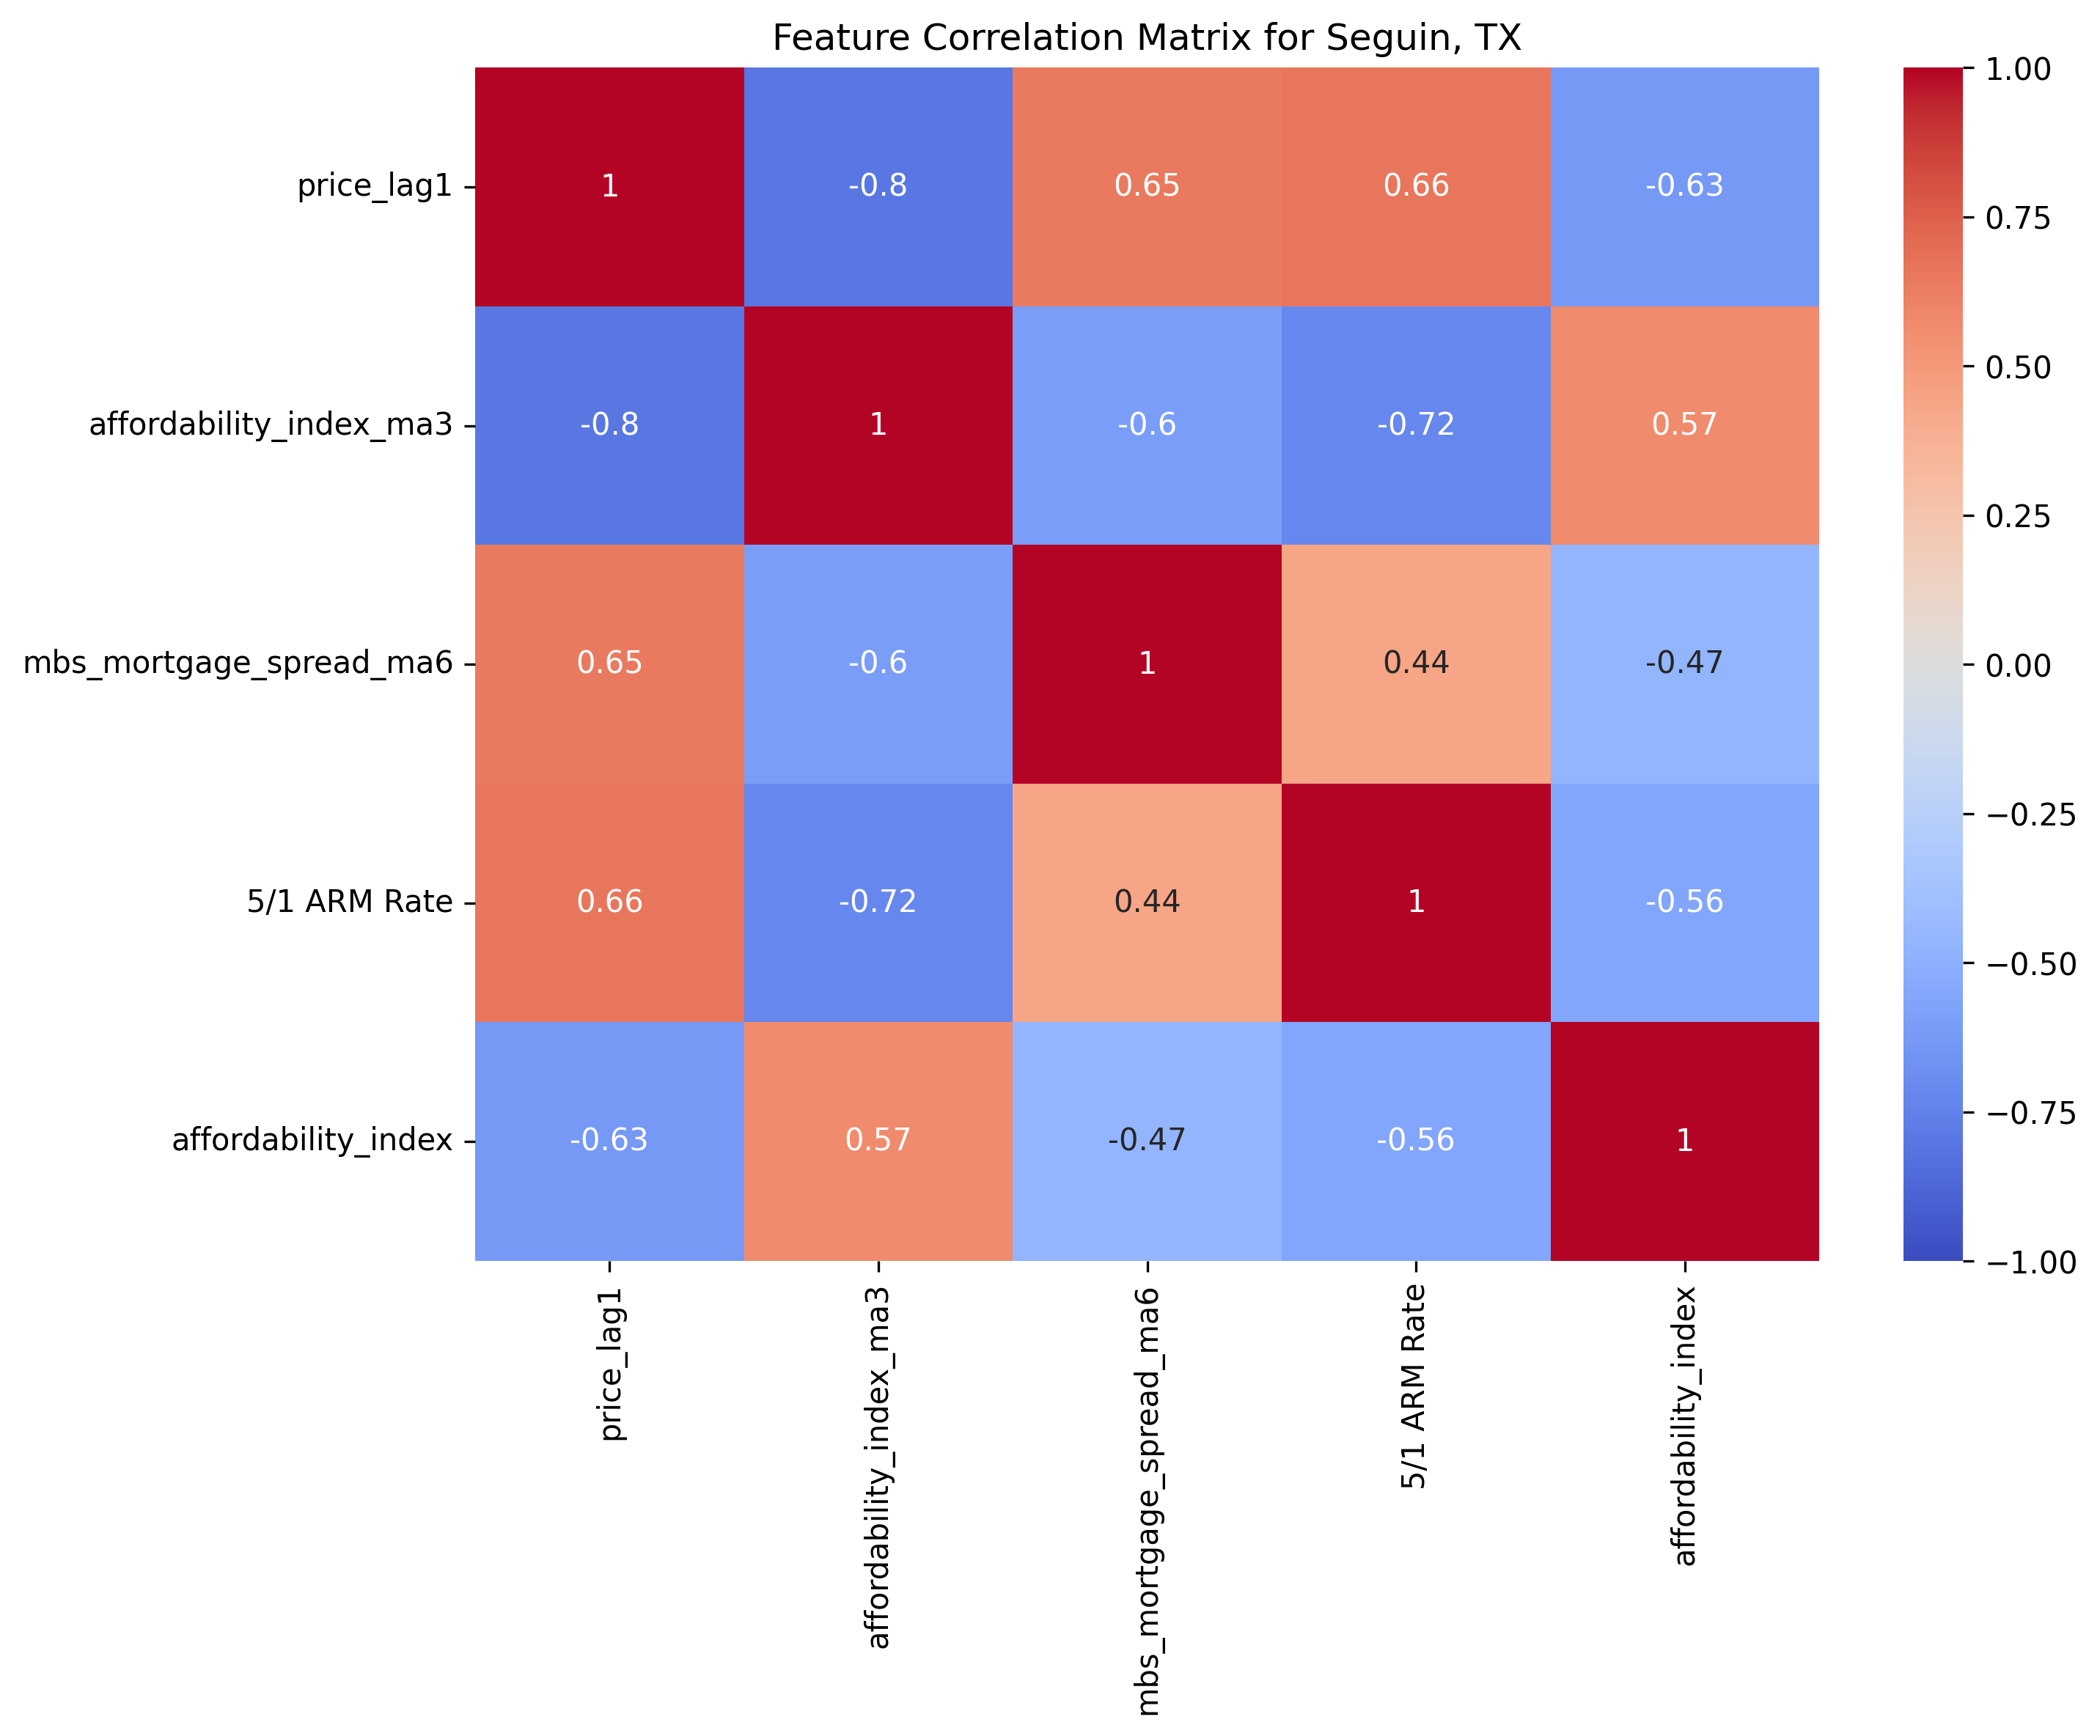 Feature Correlation Matrix for Seguin, TX
price_lag1 1 -0.8 0.65 0.66 -0.63
affordability_index_ma3 -0.8 1 -0.6 -0.72 0.57
mbs_mortgage_spread_ma6 0.65 -0.6 1 0.44 -0.47
5/1 ARM Rate 0.66 -0.72 0.44 1 -0.56
affordability_index -0.63 0.57 -0.47 -0.56 1
price_lag1
affordability_index_ma3
mbs_mortgage_spread_ma6
5/1 ARM Rate
affordability_index
1.00
0.75
0.50
0.25
0.00
−0.25
−0.50
−0.75
−1.00